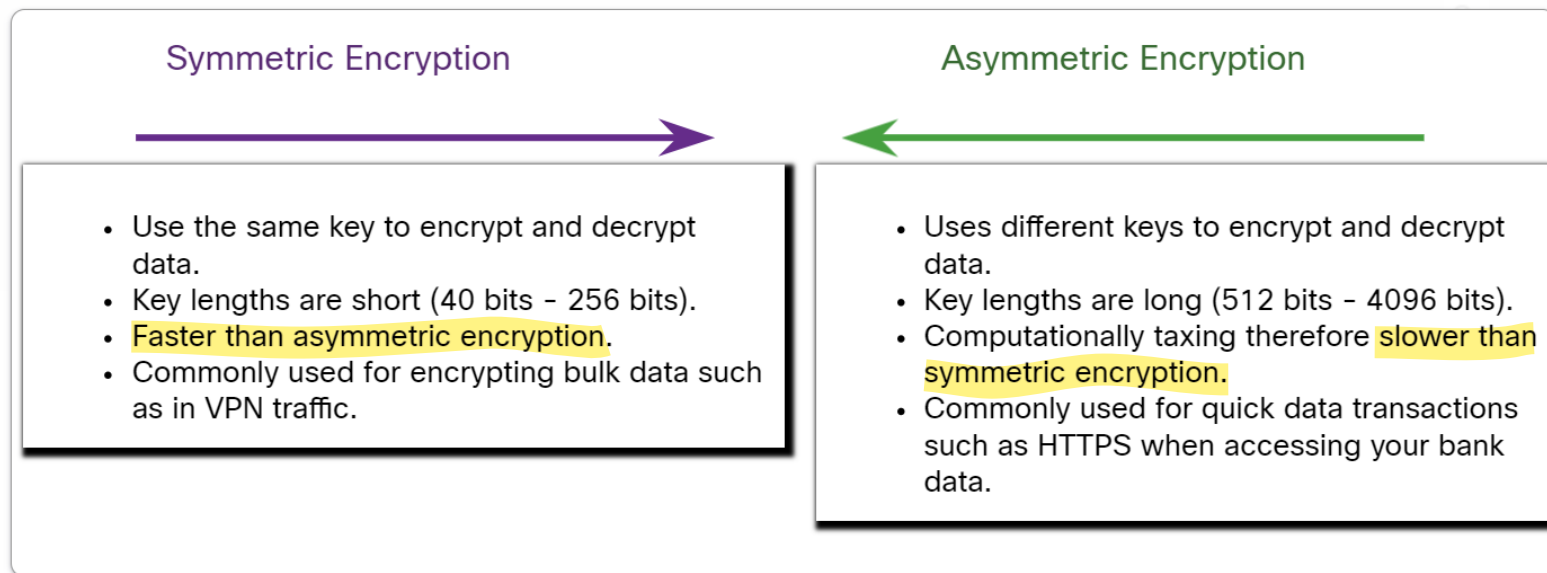 Symmetric Encryption
• Use the same key to encrypt and decrypt
data.
• Key lengths are short (40 bits - 256 bits).
• Faster than asymmetric encryption.
• Commonly used for encrypting bulk data such
as in VPN traffic.
Asymmetric Encryption
• Uses different keys to encrypt and decrypt
data.
• Key lengths are long (512 bits - 4096 bits).
• Computationally taxing therefore slower than
symmetric encryption.
• Commonly used for quick data transactions
such as HTTPS when accessing your bank
data.